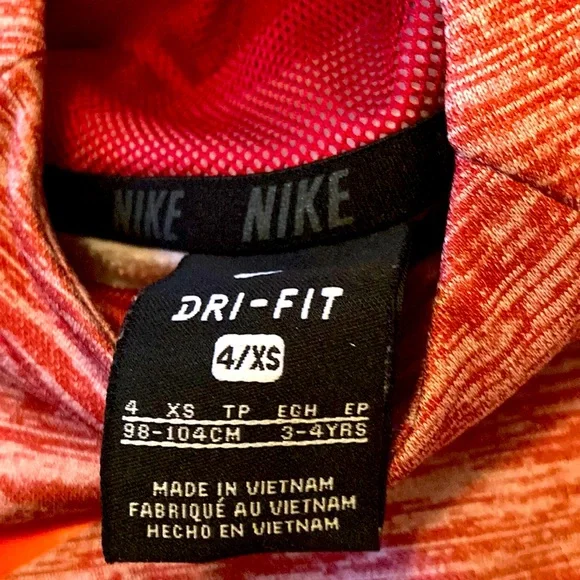 NIKE NIKE
DRI-FIT
4/XS
4 XS TP EGH EP
98-104CM 3-4YRS
MADE IN VIETNAM
FABRIQUÉ AU VIETNAM
HECHO EN VIETNAM